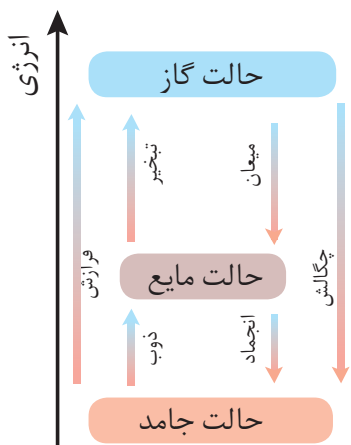 انرژی
حالت گاز
تبخیر
میعان
فرازش
چگالش
حالت مایع
ذوب
انجماد
حالت جامد